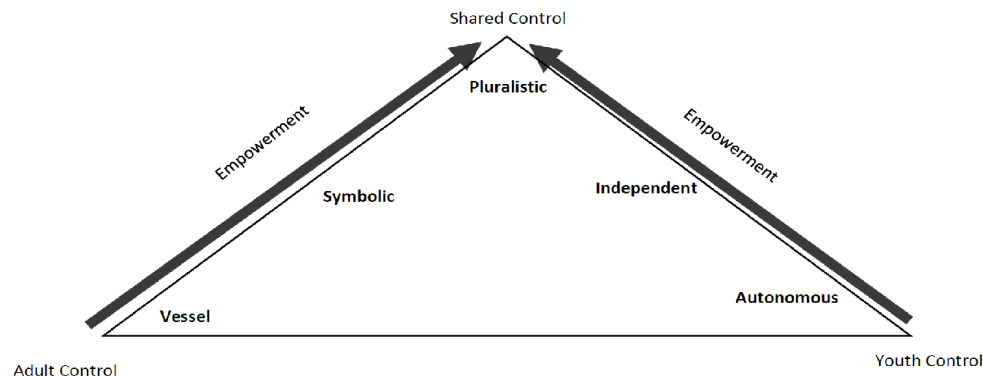 Shared Control
Pluralistic
Empowerment
Empowerment
Symbolic
Independent
Vessel
Autonomous
Adult Control
Youth Control